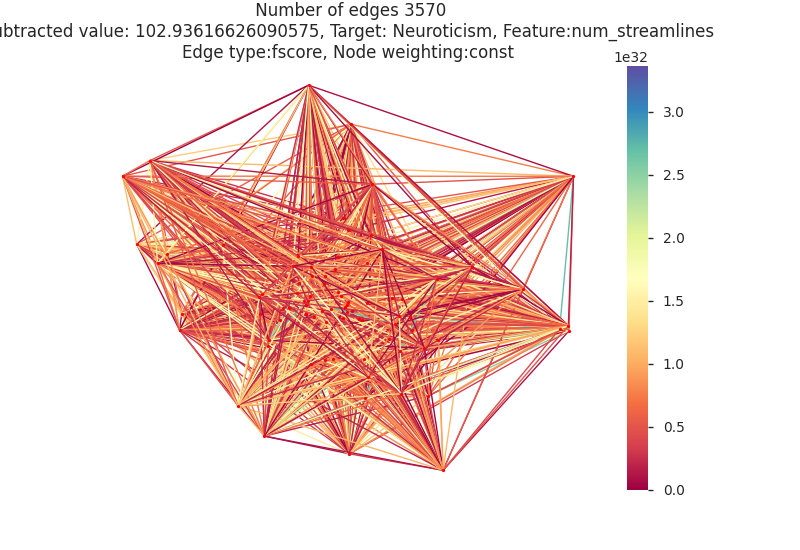 Number of edges 3570
ubtracted value: 102.93616626090575, Target: Neuroticism, Feature:num_streamlines
Edge type:fscore, Node weighting:const
1e32
3.0
2.5
2.0
1.5
1.0
0.5
0.0